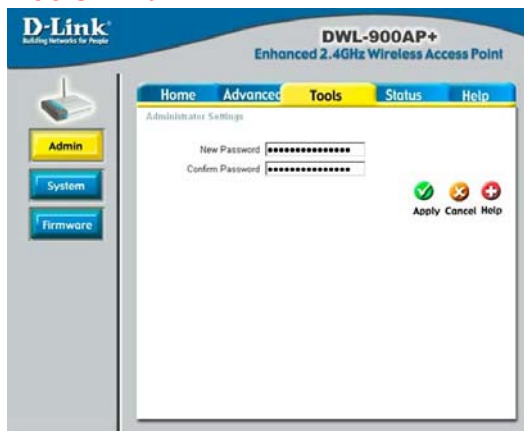 D-Link
Building Networks for People
DWL-900AP+
Enhanced 2.4GHz Wireless Access Point
Home Advanced Tools Status Help
Administrator Settings
Admin
System
Firmware
New Password ●●●●●●●●●●●●●●●●
Confirm Password ●●●●●●●●●●●●●●●●
Apply Cancel Help